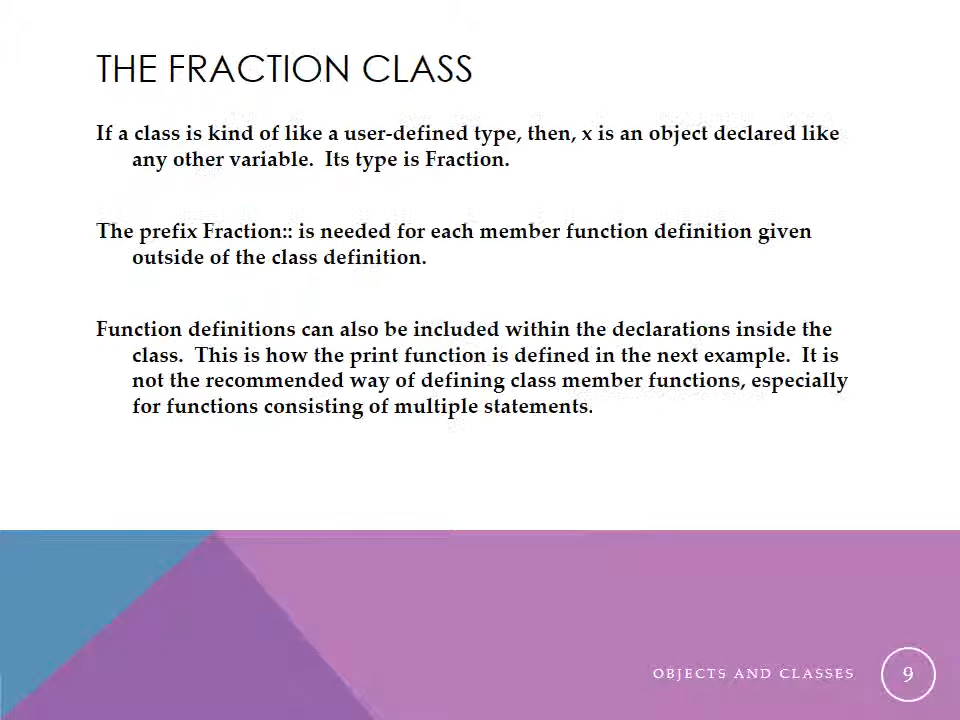 THE FRACTION CLASS
If a class is kind of like a user-defined type, then, x is an object declared like
any other variable.  Its type is Fraction.
The prefix Fraction:: is needed for each member function definition given
outside of the class definition.
Function definitions can also be included within the declarations inside the
class.  This is how the print function is defined in the next example.  It is
not the recommended way of defining class member functions, especially
for functions consisting of multiple statements.
OBJECTS AND CLASSES
9